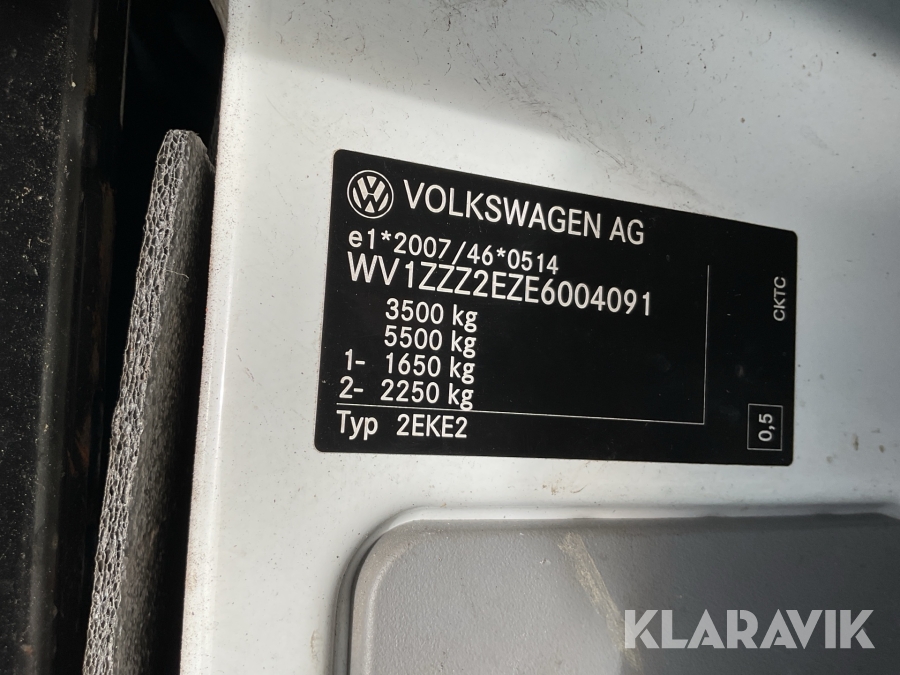 VOLKSWAGEN AG
e1*2007/46*0514
WV1ZZZ2EZE6004091
3500 kg
5500 kg
1- 1650 kg
2- 2250 kg
Typ 2EKE2
CKTC
0,5
KLARAVIK